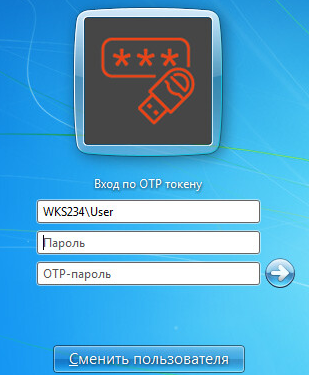 ***
Вход по OTP токену
WKS234\User
Пароль
OTP-пароль
Сменить пользователя